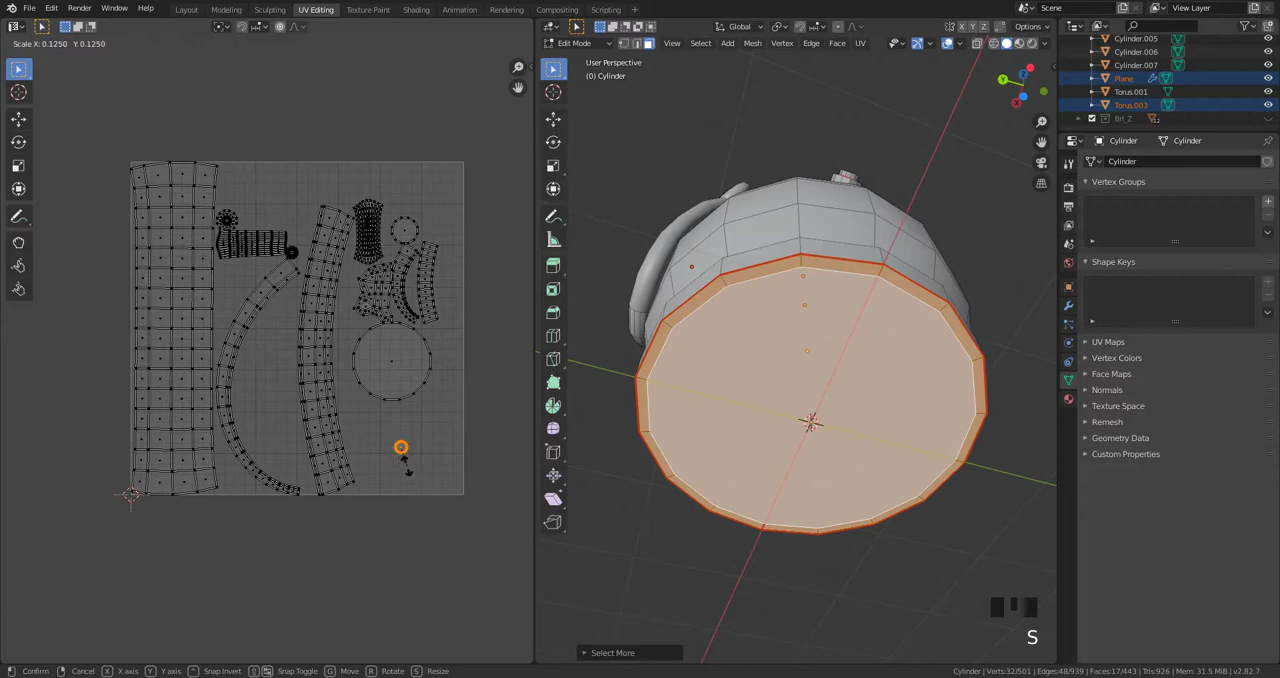 File Edit Render Window Help Layout Modeling Sculpting UV Editing Texture Paint Shading Animation Rendering Compositing Scripting + Scene View Layer
Global Options
Scale X: 0.1250 Y: 0.1250
Edit Mode View Select Add Mesh Vertex Edge Face UV
X Y Z
User Perspective
(0) Cylinder
Cylinder.005
Cylinder.006
Cylinder.007
Plane
Torus.001
Torus.003
Brl_Z 12
Cylinder Cylinder
Cylinder
Vertex Groups
Shape Keys
UV Maps
Vertex Colors
Face Maps
Normals
Texture Space
Remesh
Geometry Data
Custom Properties
S
Select More
Confirm Cancel X X axis Y Y axis Snap Invert Snap Toggle G Move R Rotate S Resize Cylinder | Verts:32/501 | Edges:48/939 | Faces:17/443 | Tris:926 | Mem: 31.5 MiB | v2.82.7